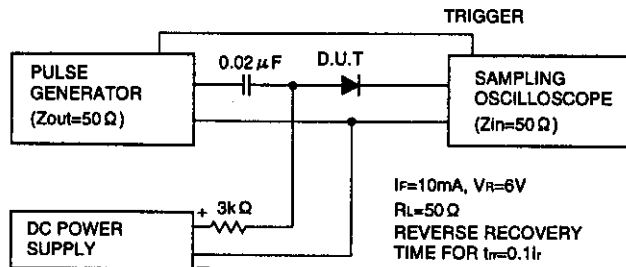 TRIGGER
0.02µF
D.U.T
PULSE
GENERATOR
(Zout=50Ω)
SAMPLING
OSCILLOSCOPE
(Zin=50Ω)
+
3kΩ
DC POWER
SUPPLY
IF=10mA, VR=6V
RL=50Ω
REVERSE RECOVERY
TIME FOR trr=0.1Ir